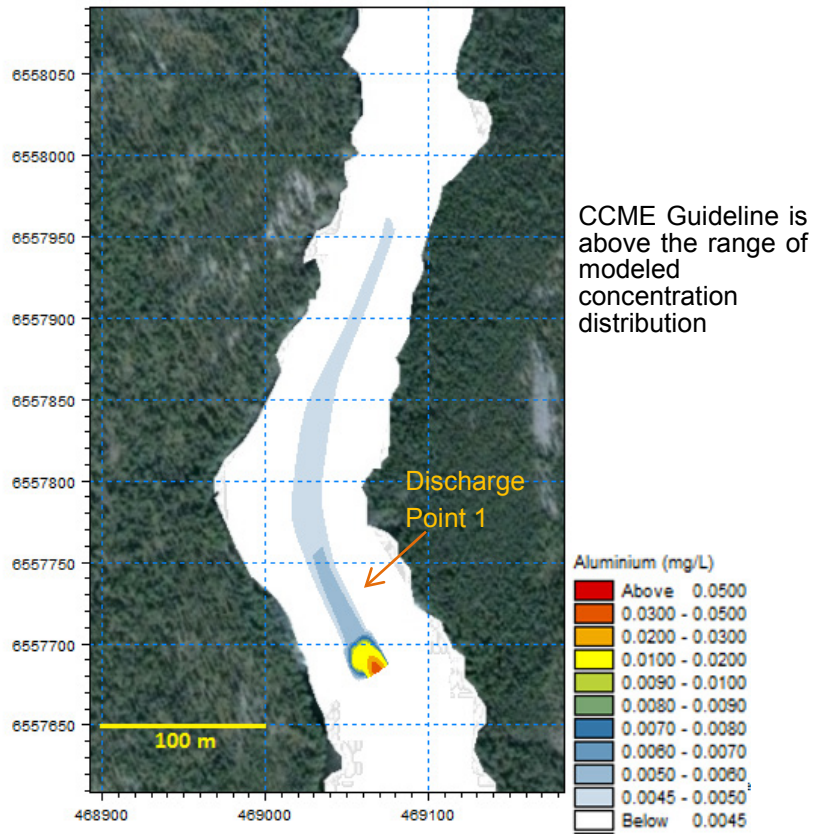 6558050
6558000
6557950
6557900
6557850
6557800
6557750
6557700
6557650
468900
469000
469100
100 m
Discharge
Point 1
CCME Guideline is
above the range of
modeled
concentration
distribution
Aluminium (mg/L)
Above 0.0500
0.0300 - 0.0500
0.0200 - 0.0300
0.0100 - 0.0200
0.0090 - 0.0100
0.0080 - 0.0090
0.0070 - 0.0080
0.0060 - 0.0070
0.0050 - 0.0060
0.0045 - 0.0050
Below 0.0045